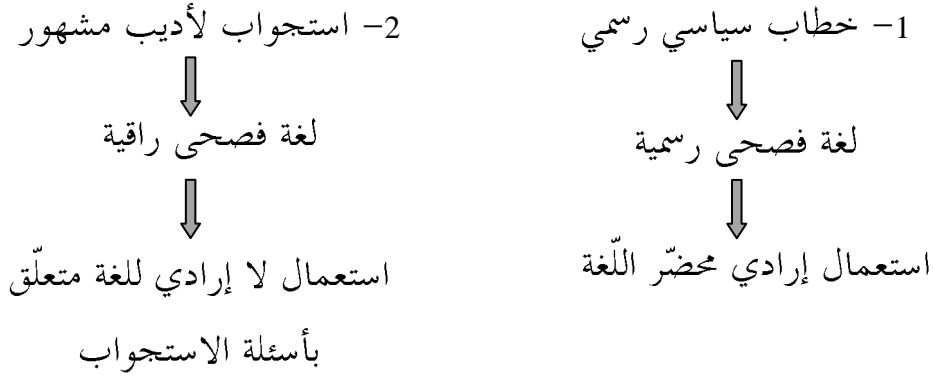 1- خطاب سياسي رسمي
لغة فصحى رسمية
استعمال إرادي محضّر اللّغة
2- استجواب لأديب مشهور
لغة فصحى راقية
استعمال لا إرادي للغة متعلّق
بأسئلة الاستجواب